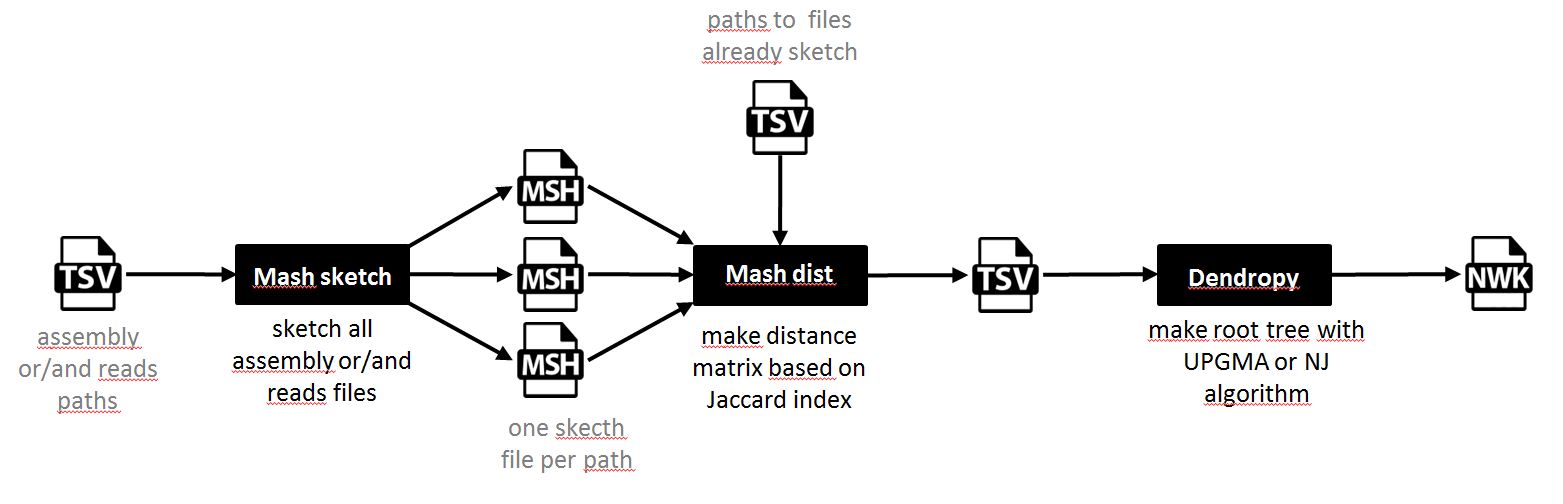 paths to files
already sketch
TSV
MSH
TSV
Mash sketch
MSH
Mash dist
TSV
Dendropy
NWK
assembly
or/and reads
paths
sketch all
assembly or/and
reads files
MSH
one skecth
file per path
make distance
matrix based on
Jaccard index
make root tree with
UPGMA or NJ
algorithm